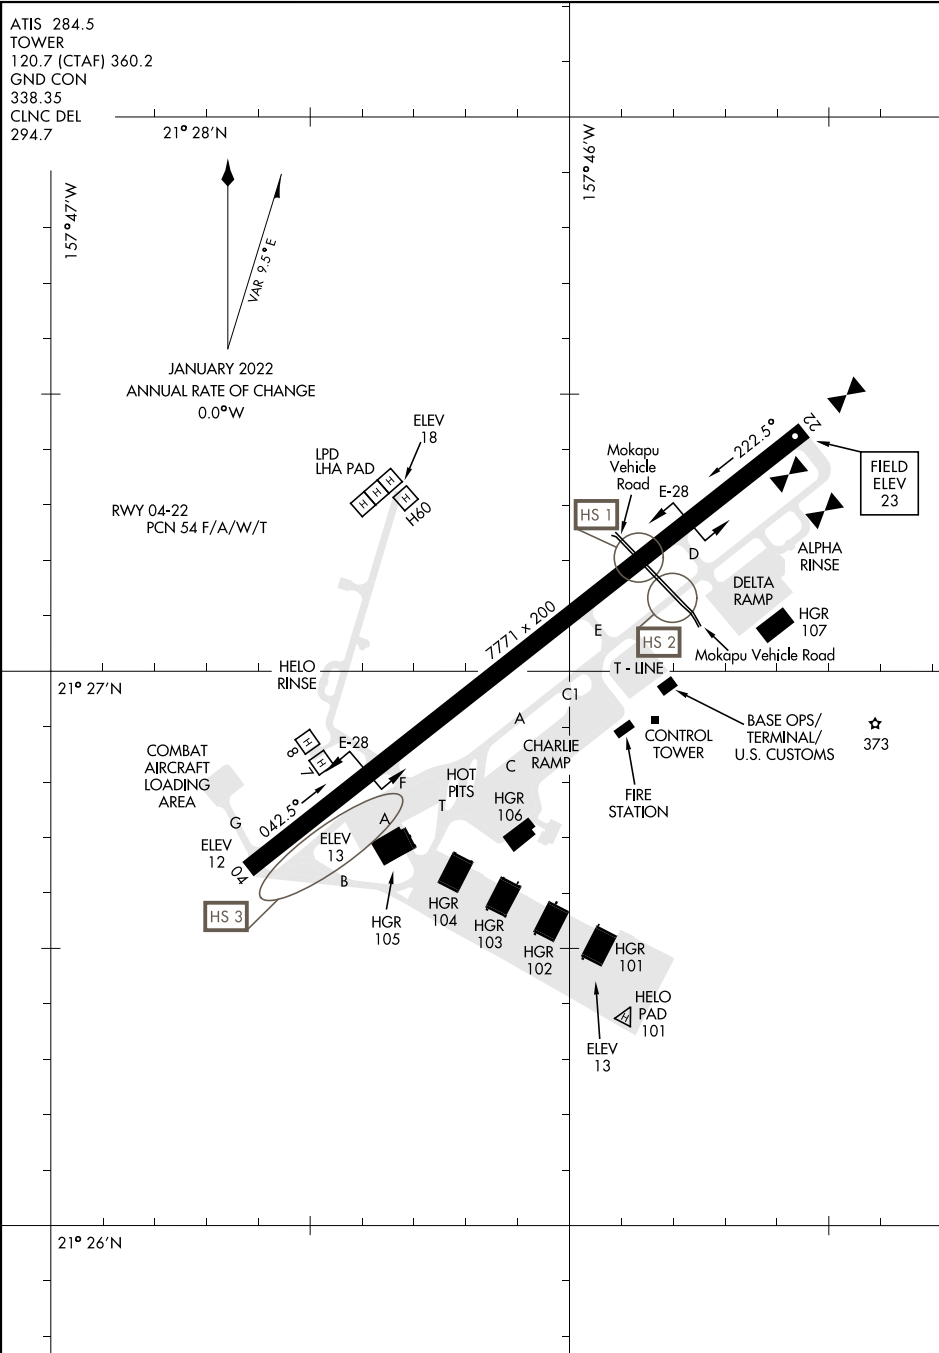 ATIS 284.5
TOWER
120.7 (CTAF) 360.2
GND CON
338.35
CLNC DEL
294.7
21° 28'N
157° 47'W
157° 46'W
VAR 9.5° E
JANUARY 2022
ANNUAL RATE OF CHANGE
0.0° W
ELEV
18
LPD
LHA PAD
H
H
H
H
H60
RWY 04-22
PCN 54 F/A/W/T
22
222.5°
FIELD
ELEV
23
Mokapu
Vehicle
Road
E-28
HS 1
D
ALPHA
RINSE
DELTA
RAMP
HGR
107
7771 x 200
E
HS 2
Mokapu Vehicle Road
T - LINE
HELO
RINSE
21° 27'N
C1
A
BASE OPS/
TERMINAL/
U.S. CUSTOMS
373
CONTROL
TOWER
CHARLIE
RAMP
C
FIRE
STATION
8
H
7
H
E-28
COMBAT
AIRCRAFT
LOADING
AREA
HOT
PITS
F
T
HGR
106
042.5°
G
A
ELEV
12
04
ELEV
13
B
HS 3
HGR
105
HGR
104
HGR
103
HGR
102
HGR
101
HELO
PAD
101
H
ELEV
13
21° 26'N